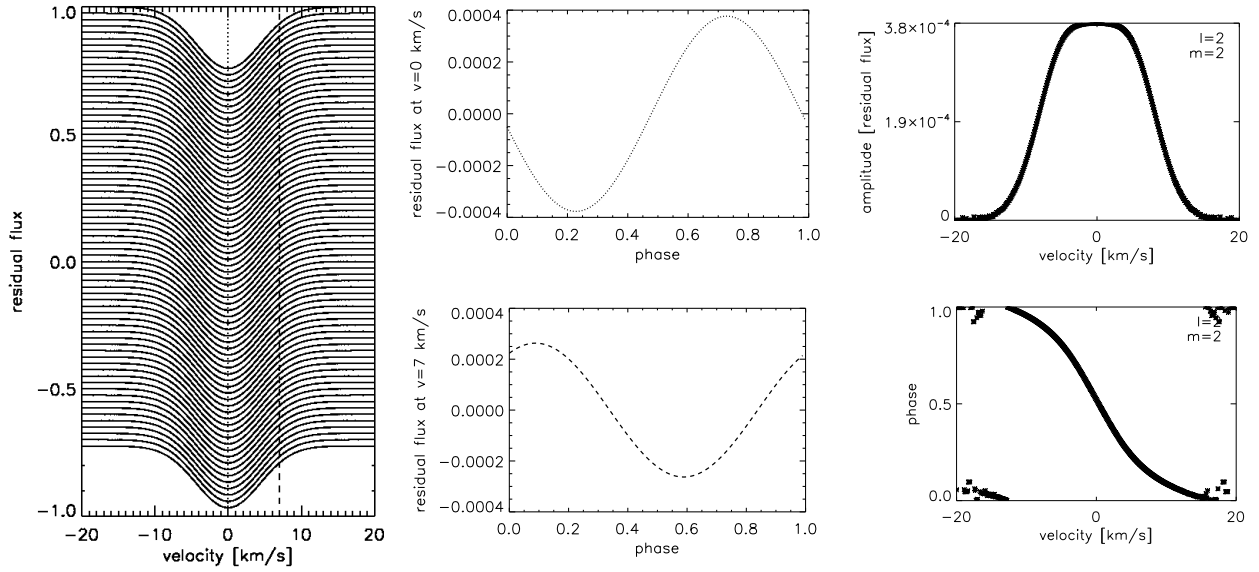 residual flux
1.0
0.5
0.0
−0.5
−1.0
−20 −10 0 10 20
velocity [km/s]
residual flux at v=0 km/s
0.0004
0.0002
0.0000
−0.0002
−0.0004
0.0 0.2 0.4 0.6 0.8 1.0
phase
residual flux at v=7 km/s
0.0004
0.0002
0.0000
−0.0002
−0.0004
0.0 0.2 0.4 0.6 0.8 1.0
phase
amplitude [residual flux]
3.8×10⁻⁴
1.9×10⁻⁴
0
l=2
m=2
−20 0 20
velocity [km/s]
phase
1.0
0.5
0.0
l=2
m=2
−20 0 20
velocity [km/s]